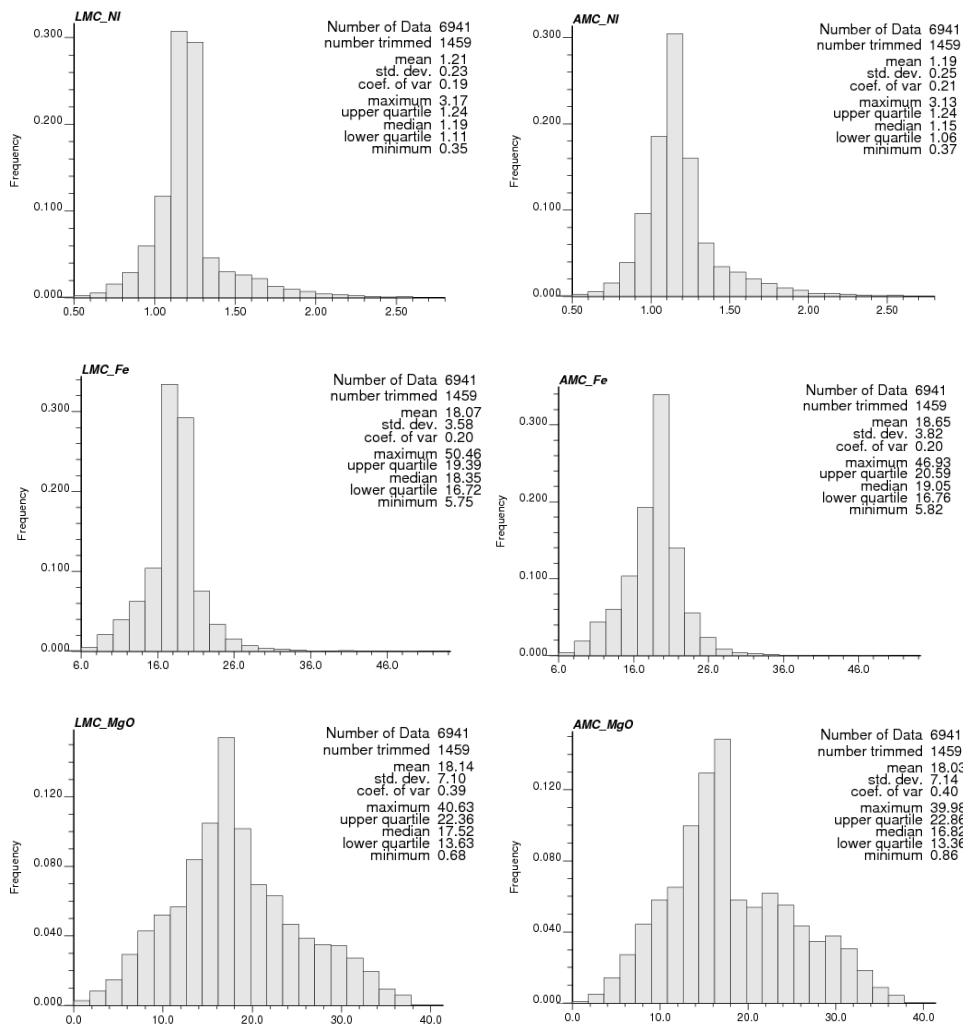 LMC_NI
Number of Data 6941
number trimmed 1459
mean 1.21
std. dev. 0.23
coef. of var 0.19
maximum 3.17
upper quartile 1.24
median 1.19
lower quartile 1.11
minimum 0.35
Frequency
0.300
0.200
0.100
0.000
0.50 1.00 1.50 2.00 2.50
AMC_NI
Number of Data 6941
number trimmed 1459
mean 1.19
std. dev. 0.25
coef. of var 0.21
maximum 3.13
upper quartile 1.24
median 1.15
lower quartile 1.06
minimum 0.37
Frequency
0.300
0.200
0.100
0.000
0.50 1.00 1.50 2.00 2.50
LMC_Fe
Number of Data 6941
number trimmed 1459
mean 18.07
std. dev. 3.58
coef. of var 0.20
maximum 50.46
upper quartile 19.39
median 18.35
lower quartile 16.72
minimum 5.75
Frequency
0.300
0.200
0.100
0.000
6.0 16.0 26.0 36.0 46.0
AMC_Fe
Number of Data 6941
number trimmed 1459
mean 18.65
std. dev. 3.82
coef. of var 0.20
maximum 46.93
upper quartile 20.59
median 19.05
lower quartile 16.76
minimum 5.82
Frequency
0.300
0.200
0.100
0.000
6.0 16.0 26.0 36.0 46.0
LMC_MgO
Number of Data 6941
number trimmed 1459
mean 18.14
std. dev. 7.10
coef. of var 0.39
maximum 40.63
upper quartile 22.36
median 17.52
lower quartile 13.63
minimum 0.68
Frequency
0.120
0.080
0.040
0.000
0.0 10.0 20.0 30.0 40.0
AMC_MgO
Number of Data 6941
number trimmed 1459
mean 18.03
std. dev. 7.14
coef. of var 0.40
maximum 39.98
upper quartile 22.86
median 16.82
lower quartile 13.36
minimum 0.86
Frequency
0.120
0.080
0.040
0.000
0.0 10.0 20.0 30.0 40.0